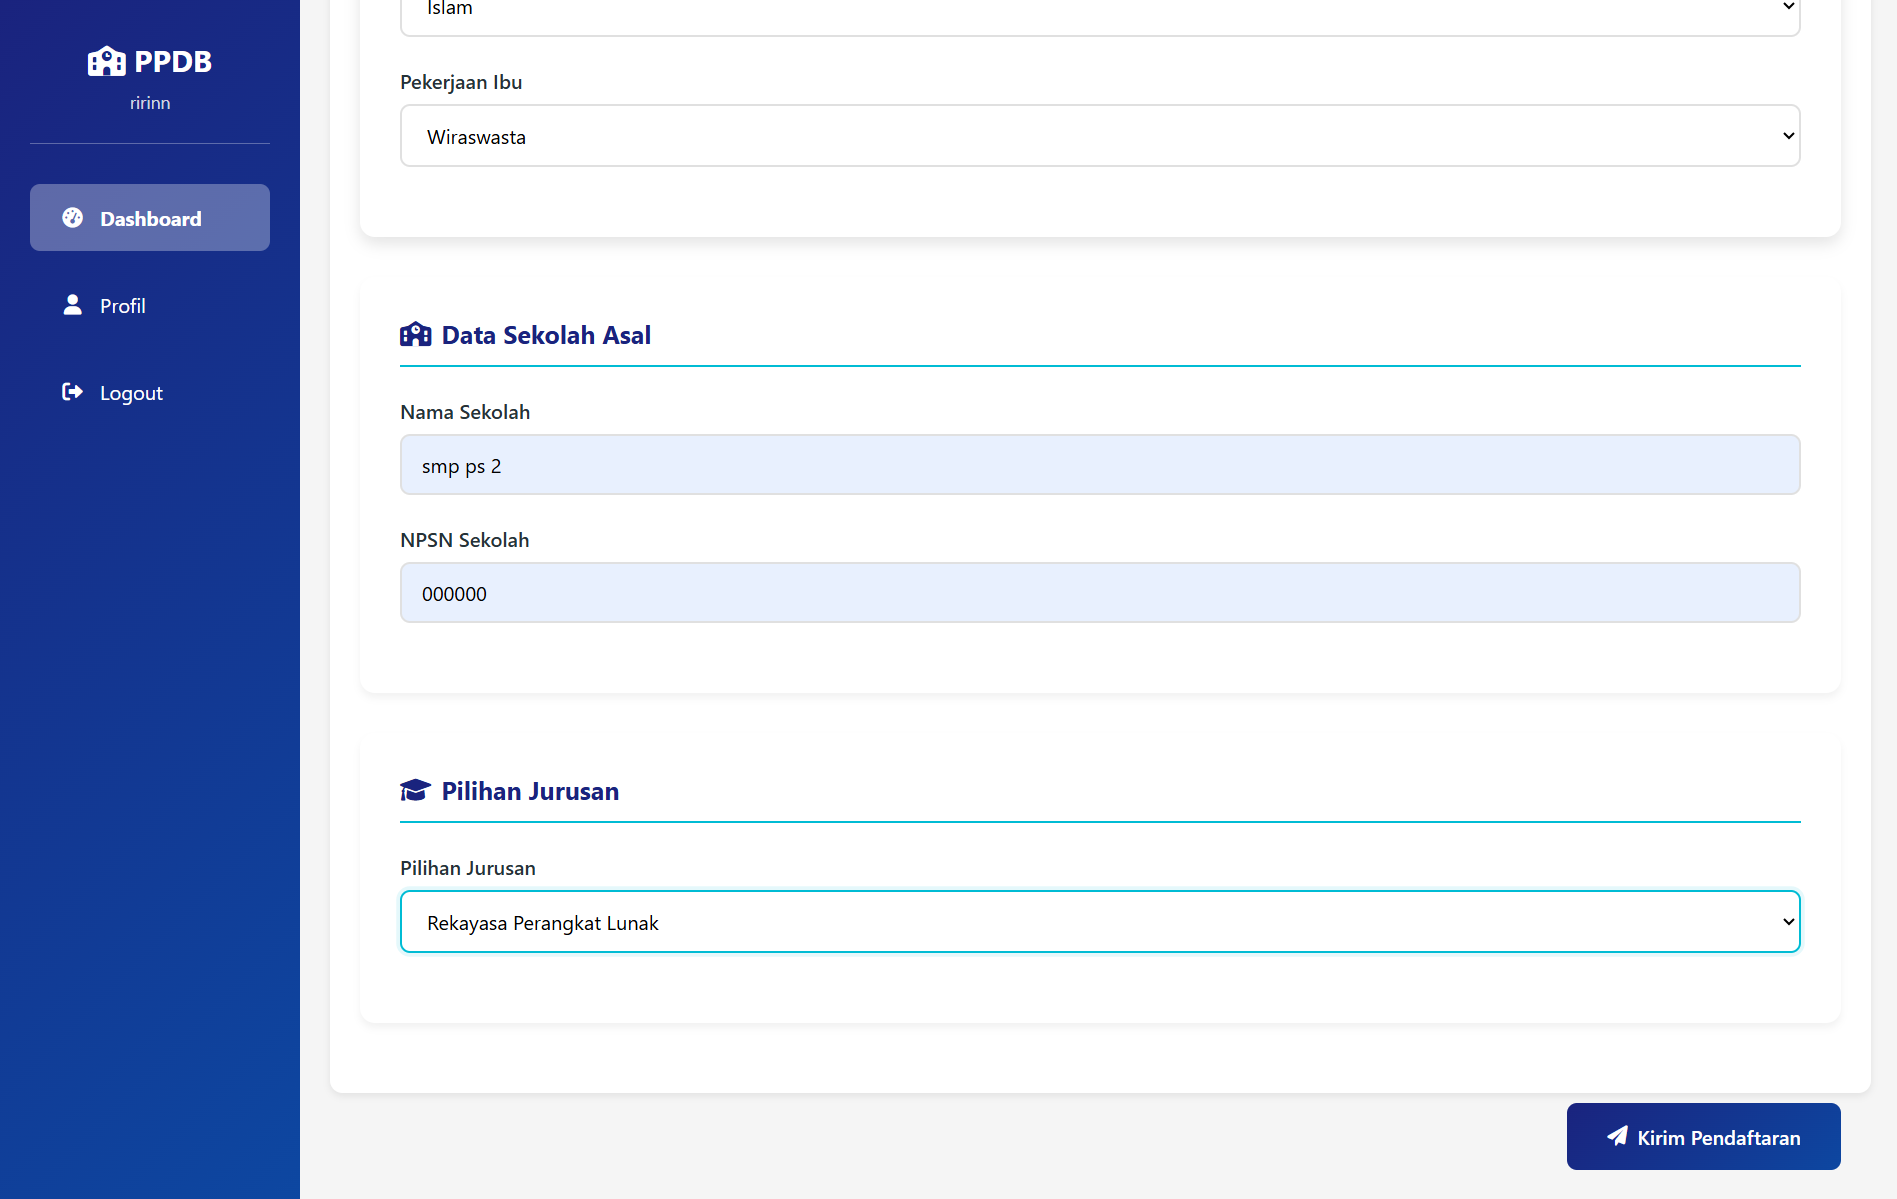 PPDB
ririnn
Dashboard
Profil
Logout
Islam
Pekerjaan Ibu
Wiraswasta
Data Sekolah Asal
Nama Sekolah
smp ps 2
NPSN Sekolah
000000
Pilihan Jurusan
Pilihan Jurusan
Rekayasa Perangkat Lunak
Kirim Pendaftaran